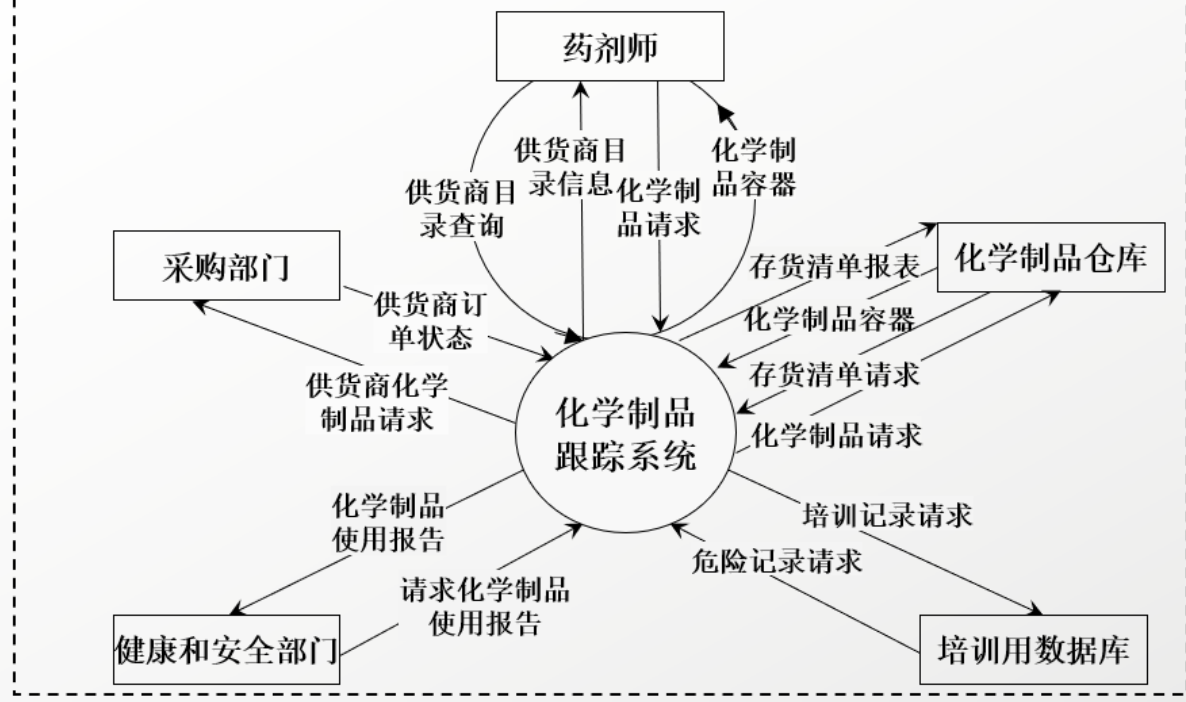 药剂师
供货商目
录信息
化学制
品容器
供货商目
录查询
化学制
品请求
采购部门
化学制品仓库
存货清单报表
供货商订
单状态
化学制品容器
供货商化学
制品请求
存货清单请求
化学制品
跟踪系统
化学制品请求
化学制品
使用报告
培训记录请求
危险记录请求
请求化学制品
使用报告
健康和安全部门
培训用数据库